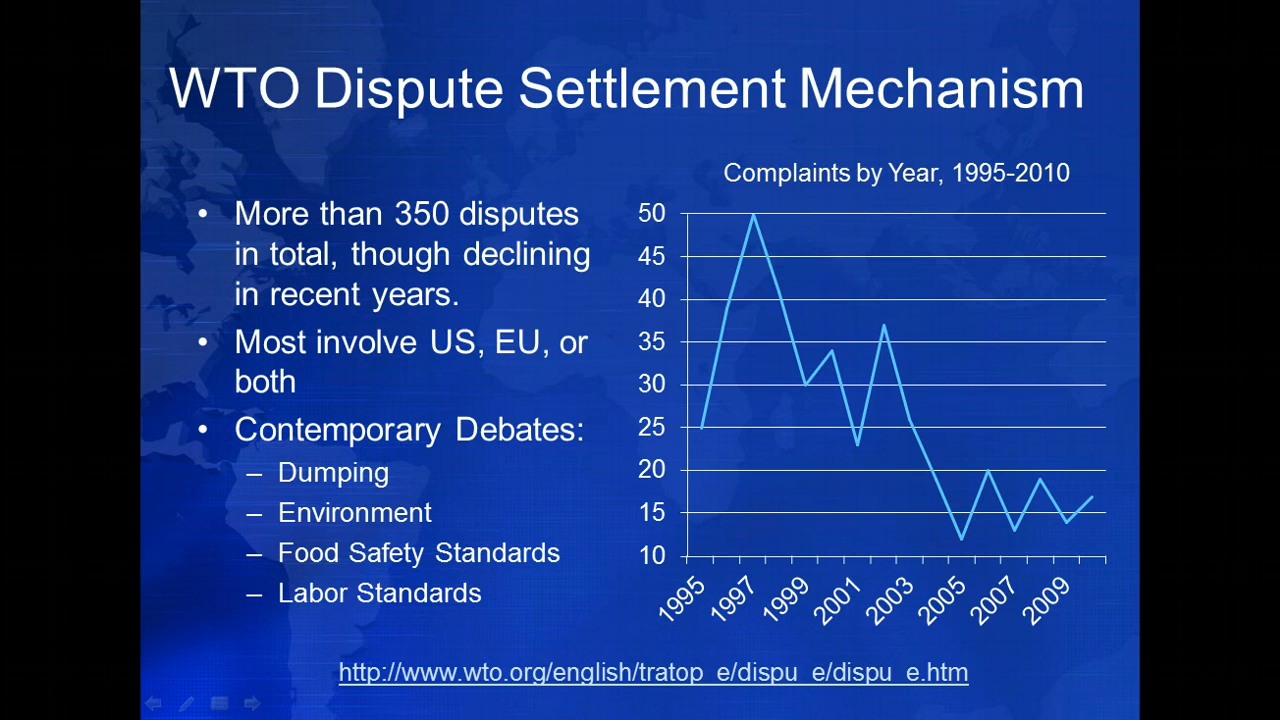 WTO Dispute Settlement Mechanism
• More than 350 disputes
in total, though declining
in recent years.
• Most involve US, EU, or
both
• Contemporary Debates:
– Dumping
– Environment
– Food Safety Standards
– Labor Standards
Complaints by Year, 1995-2010
50
45
40
35
30
25
20
15
10
1995 1997 1999 2001 2003 2005 2007 2009
http://www.wto.org/english/tratop_e/dispu_e/dispu_e.htm